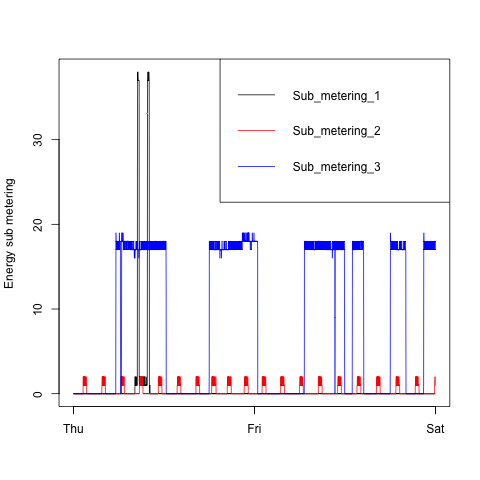 Sub_metering_1
Sub_metering_2
Sub_metering_3
Energy sub metering
30
20
10
0
Thu
Fri
Sat